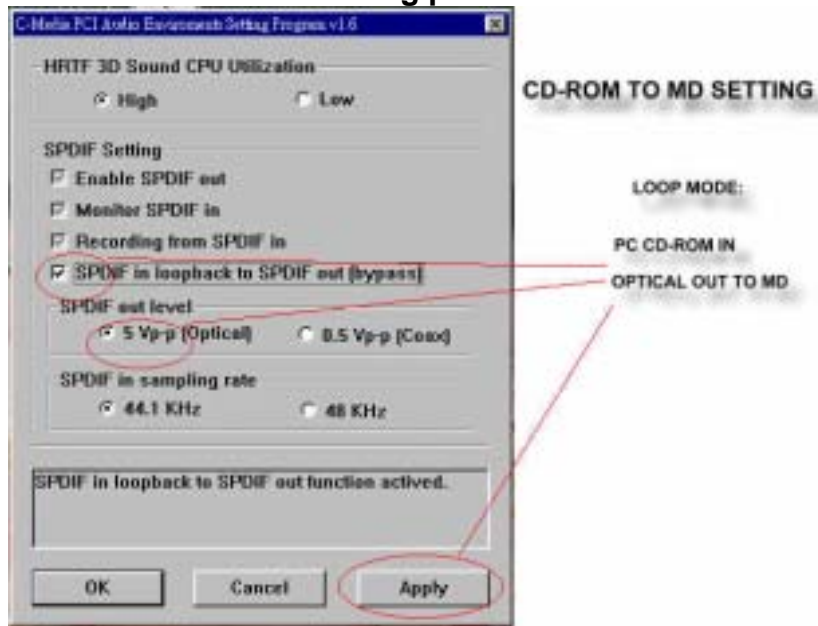 C-Media PCI Audio Environments Setting Program v1.6
HRTF 3D Sound CPU Utilization
High Low
CD-ROM TO MD SETTING
SPDIF Setting
Enable SPDIF out
Monitor SPDIF in
Recording from SPDIF in
SPDIF in loopback to SPDIF out (bypass)
LOOP MODE:
PC CD-ROM IN
OPTICAL OUT TO MD
SPDIF out level
5 Vp-p (Optical) 0.5 Vp-p (Coax)
SPDIF in sampling rate
44.1 KHz 48 KHz
SPDIF in loopback to SPDIF out function actived.
OK Cancel Apply